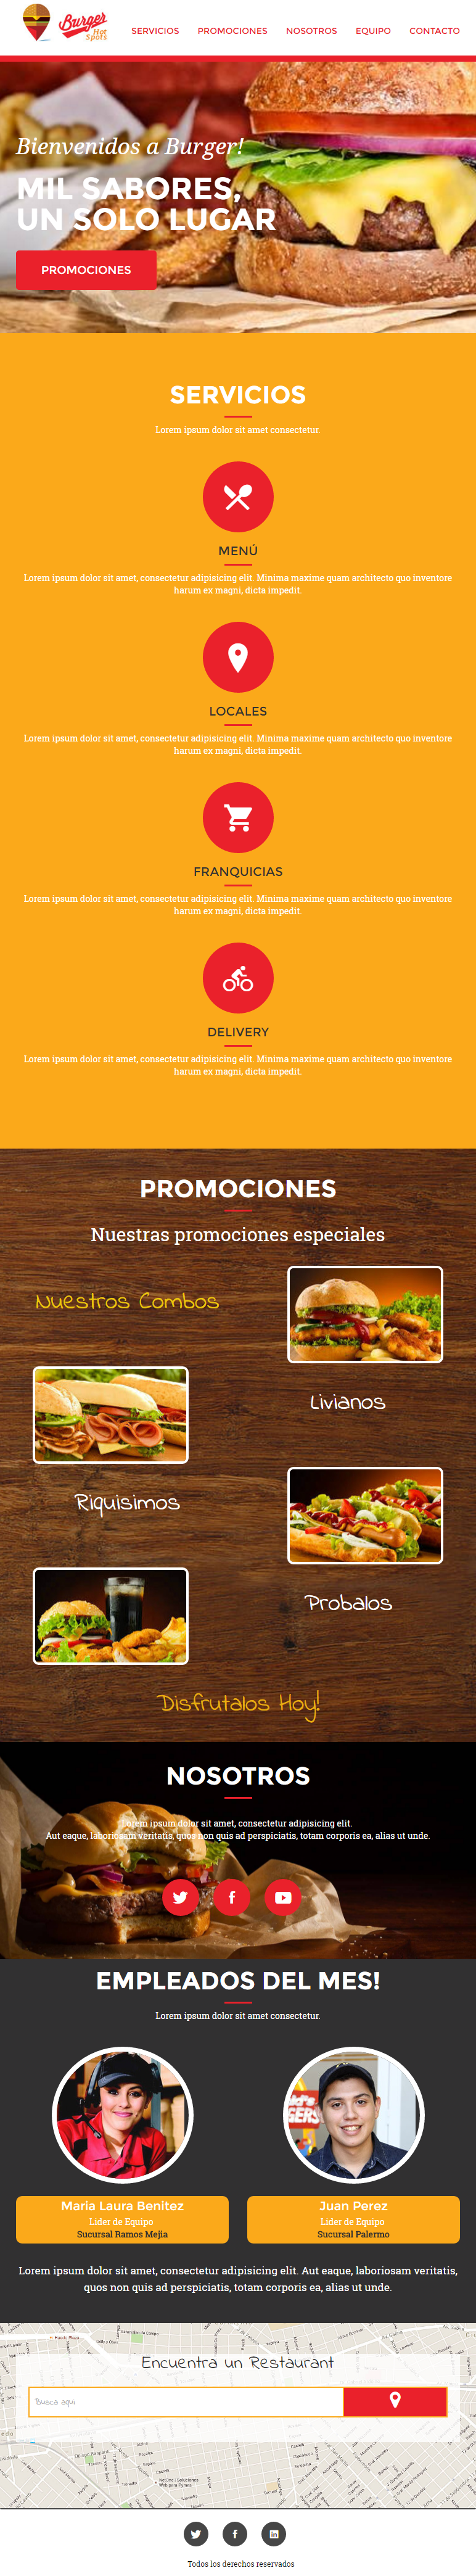 Burger
Hot
Spots
SERVICIOS
PROMOCIONES
NOSOTROS
EQUIPO
CONTACTO
Bienvenidos a Burger!
MIL SABORES,
UN SOLO LUGAR
PROMOCIONES
SERVICIOS
Lorem ipsum dolor sit amet consectetur.
MENÚ
Lorem ipsum dolor sit amet, consectetur adipisicing elit. Minima maxime quam architecto quo inventore
harum ex magni, dicta impedit.
LOCALES
Lorem ipsum dolor sit amet, consectetur adipisicing elit. Minima maxime quam architecto quo inventore
harum ex magni, dicta impedit.
FRANQUICIAS
Lorem ipsum dolor sit amet, consectetur adipisicing elit. Minima maxime quam architecto quo inventore
harum ex magni, dicta impedit.
DELIVERY
Lorem ipsum dolor sit amet, consectetur adipisicing elit. Minima maxime quam architecto quo inventore
harum ex magni, dicta impedit.
PROMOCIONES
Nuestras promociones especiales
Nuestros Combos
Livianos
Riquisimos
Probalos
Disfrutalos Hoy!
NOSOTROS
Lorem ipsum dolor sit amet, consectetur adipisicing elit.
Aut eaque, laboriosam veritatis, quos non quis ad perspiciatis, totam corporis ea, alias ut unde.
EMPLEADOS DEL MES!
Lorem ipsum dolor sit amet consectetur.
Maria Laura Benitez
Lider de Equipo
Sucursal Ramos Mejia
Juan Perez
Lider de Equipo
Sucursal Palermo
Lorem ipsum dolor sit amet, consectetur adipisicing elit. Aut eaque, laboriosam veritatis,
quos non quis ad perspiciatis, totam corporis ea, alias ut unde.
Encuentra un Restaurant
Busca aqui
Todos los derechos reservados